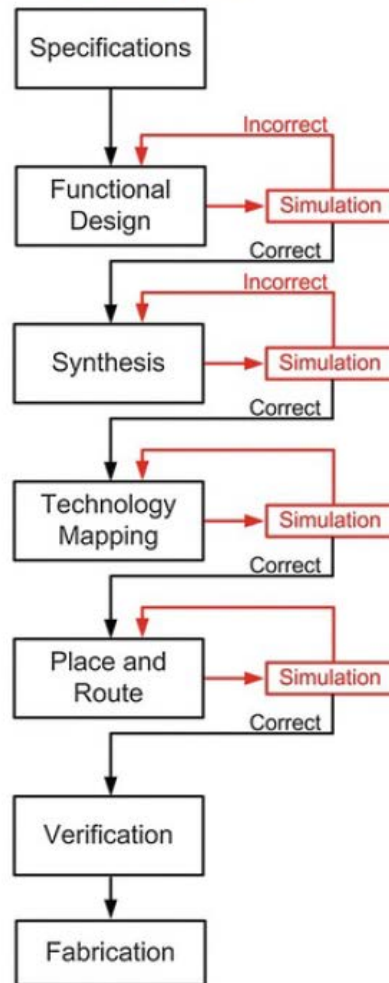 Specifications
Incorrect
Functional
Design
Simulation
Correct
Incorrect
Synthesis
Simulation
Correct
Technology
Mapping
Simulation
Correct
Place and
Route
Simulation
Correct
Verification
Fabrication